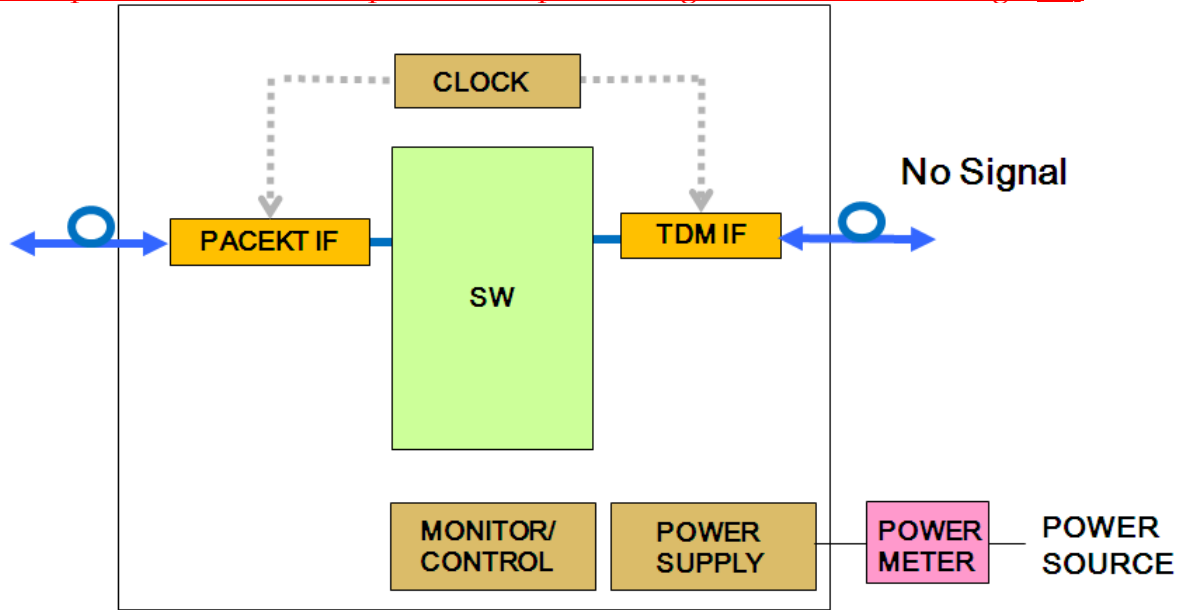 CLOCK
No Signal
PACEKT IF
TDM IF
SW
MONITOR/
CONTROL
POWER
SUPPLY
POWER
METER
POWER
SOURCE